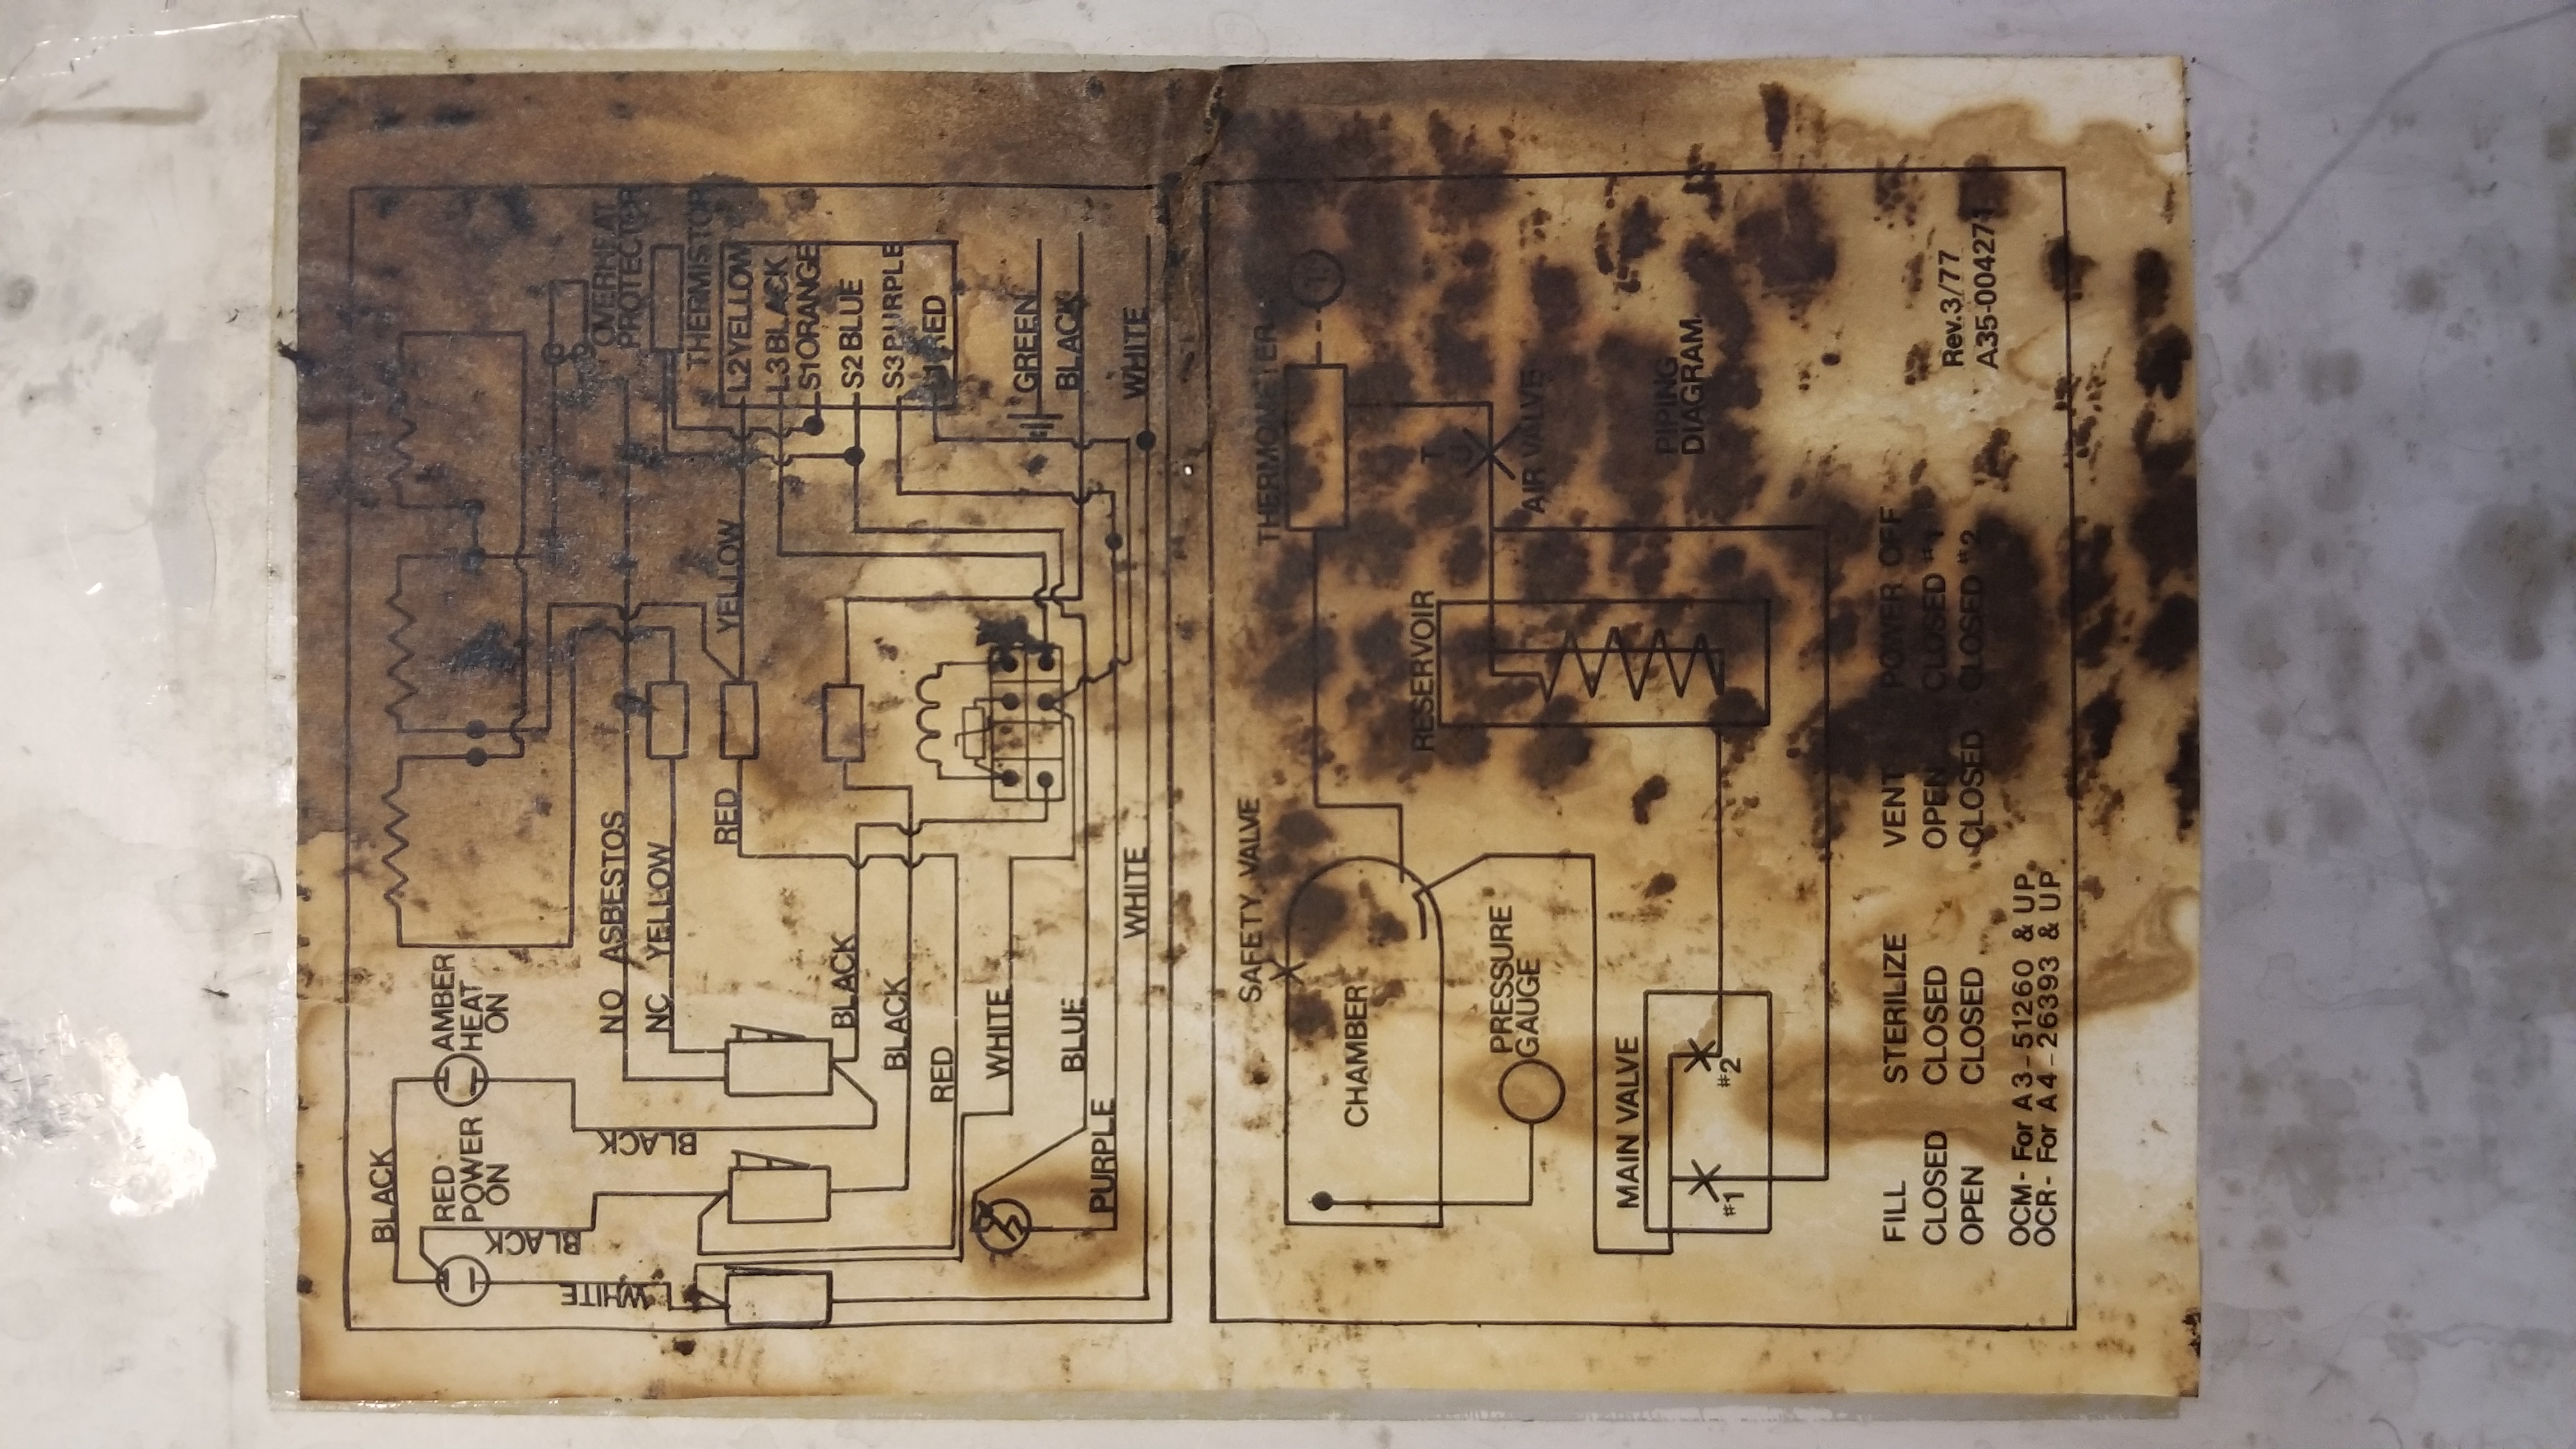 BLACK
RED
POWER
ON
AMBER
HEAT
ON
BLACK
WHITE
BLACK
NO ASBESTOS
NC YELLOW
OVERHEAT
PROTECTOR
THERMISTOR
RED
YELLOW
L2 YELLOW
L3 BLACK
S1 ORANGE
S2 BLUE
S3 PURPLE
RED
BLACK
BLACK
RED
WHITE
GREEN
BLUE
BLACK
PURPLE
WHITE
WHITE
SAFETY VALVE
THERMOMETER
CHAMBER
RESERVOIR
PRESSURE
GAUGE
AIR VALVE
MAIN VALVE
PIPING
DIAGRAM
#1
#2
FILL STERILIZE VENT POWER OFF
CLOSED CLOSED OPEN CLOSED #1
OPEN CLOSED CLOSED CLOSED #2
Rev.3/77
A35-004271
OCM- For A3-51260 & UP
OCR- For A4-26393 & UP